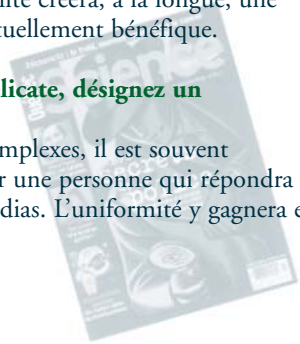 créera, à la longue, une
tuellement bénéfique.
licate, désignez un
mplexes, il est souvent
r une personne qui répondra
dias. L'uniformité y gagnera e